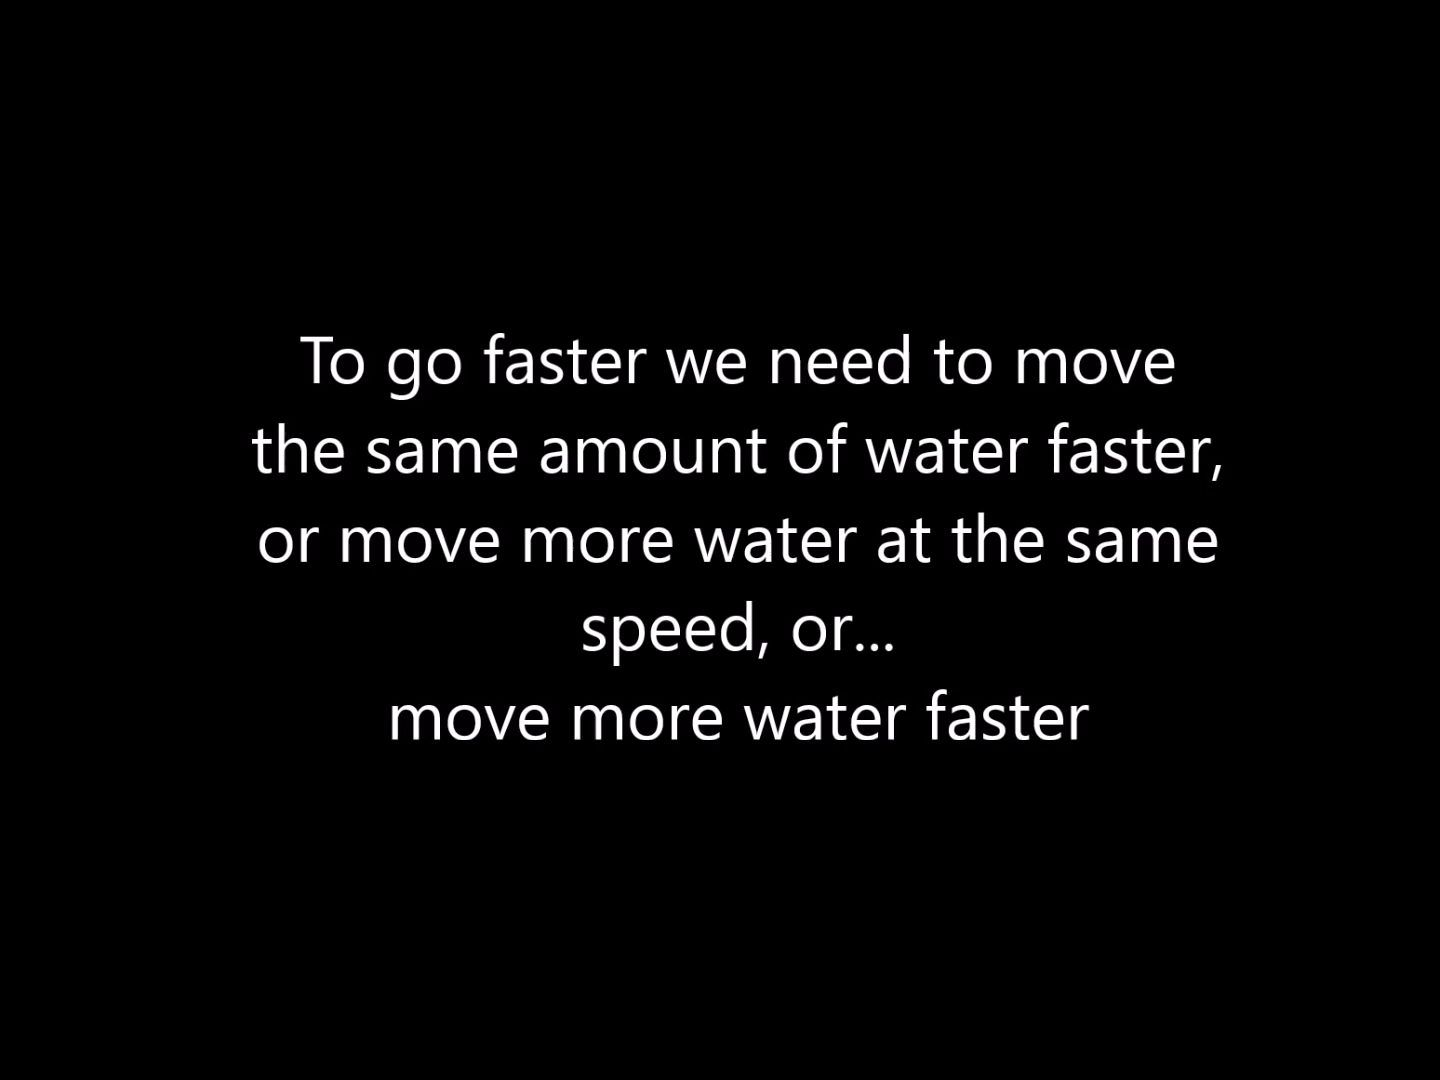 To go faster we need to move
the same amount of water faster,
or move more water at the same
speed, or...
move more water faster